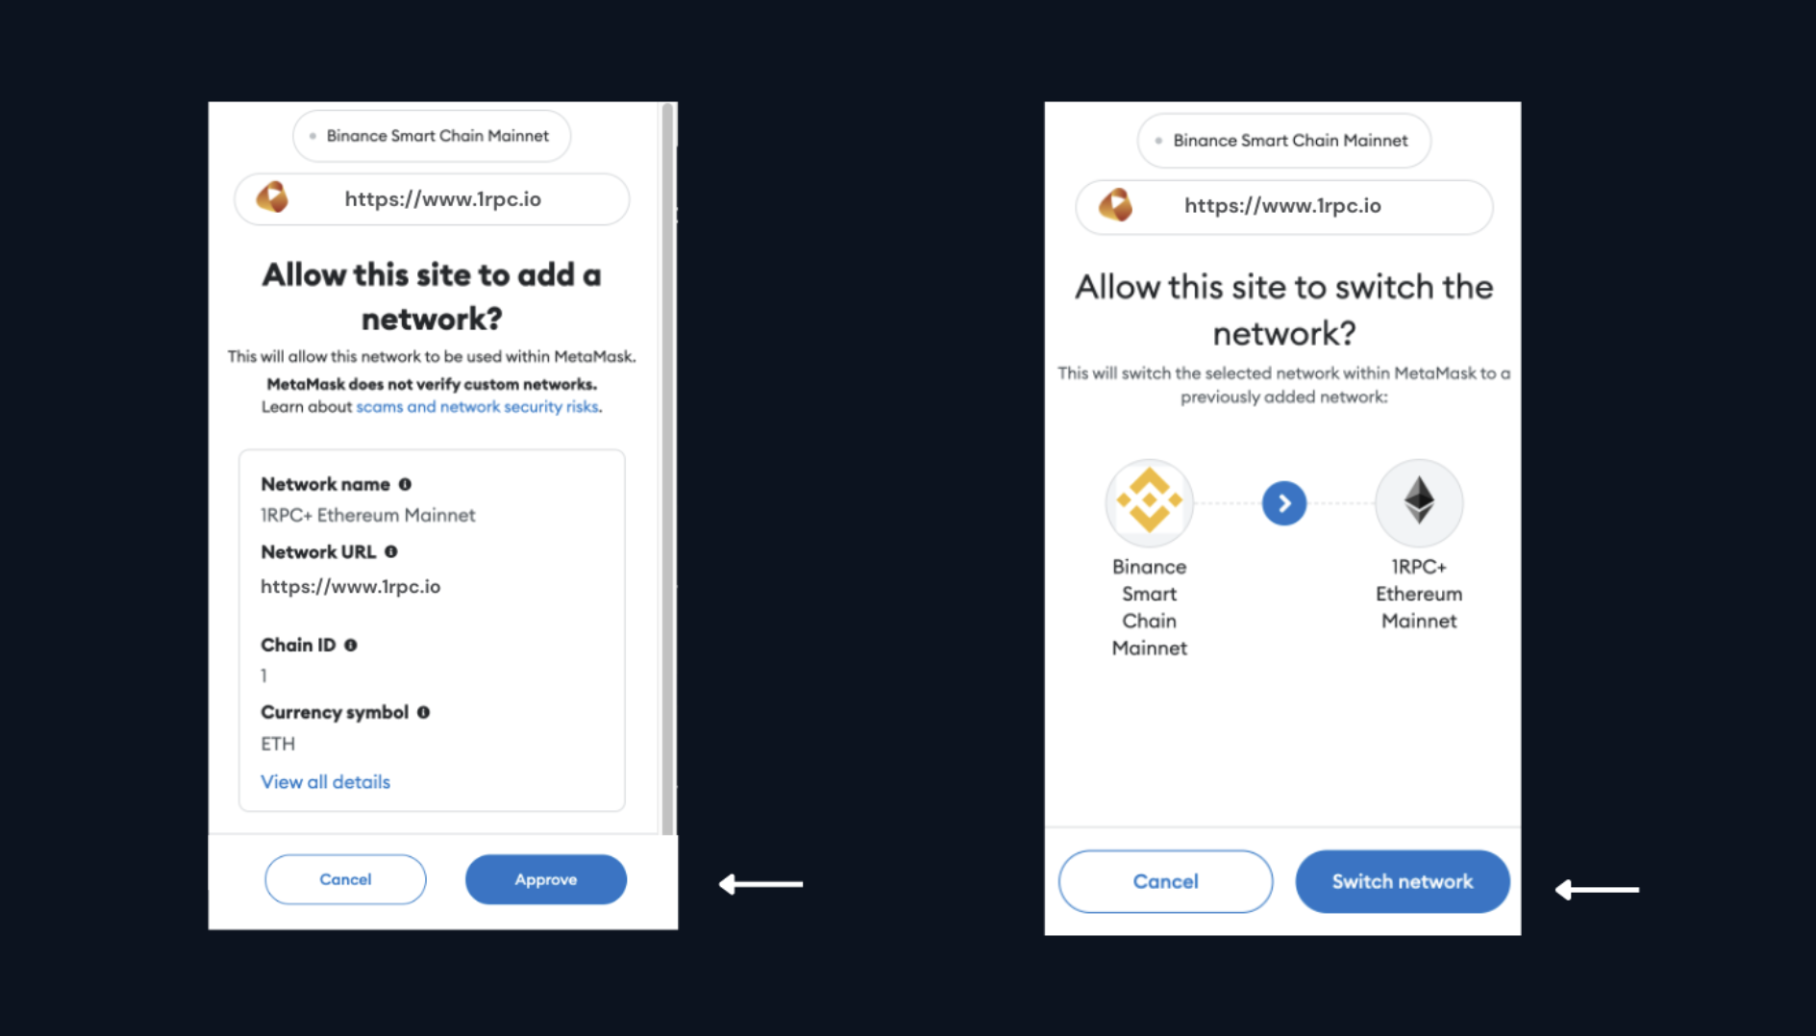 Binance Smart Chain Mainnet
https://www.1rpc.io
Allow this site to add a
network?
This will allow this network to be used within MetaMask.
MetaMask does not verify custom networks.
Learn about scams and network security risks.
Network name
1RPC+ Ethereum Mainnet
Network URL
https://www.1rpc.io
Chain ID
1
Currency symbol
ETH
View all details
Cancel
Approve
Binance Smart Chain Mainnet
https://www.1rpc.io
Allow this site to switch the
network?
This will switch the selected network within MetaMask to a
previously added network:
Binance
Smart
Chain
Mainnet
1RPC+
Ethereum
Mainnet
Cancel
Switch network